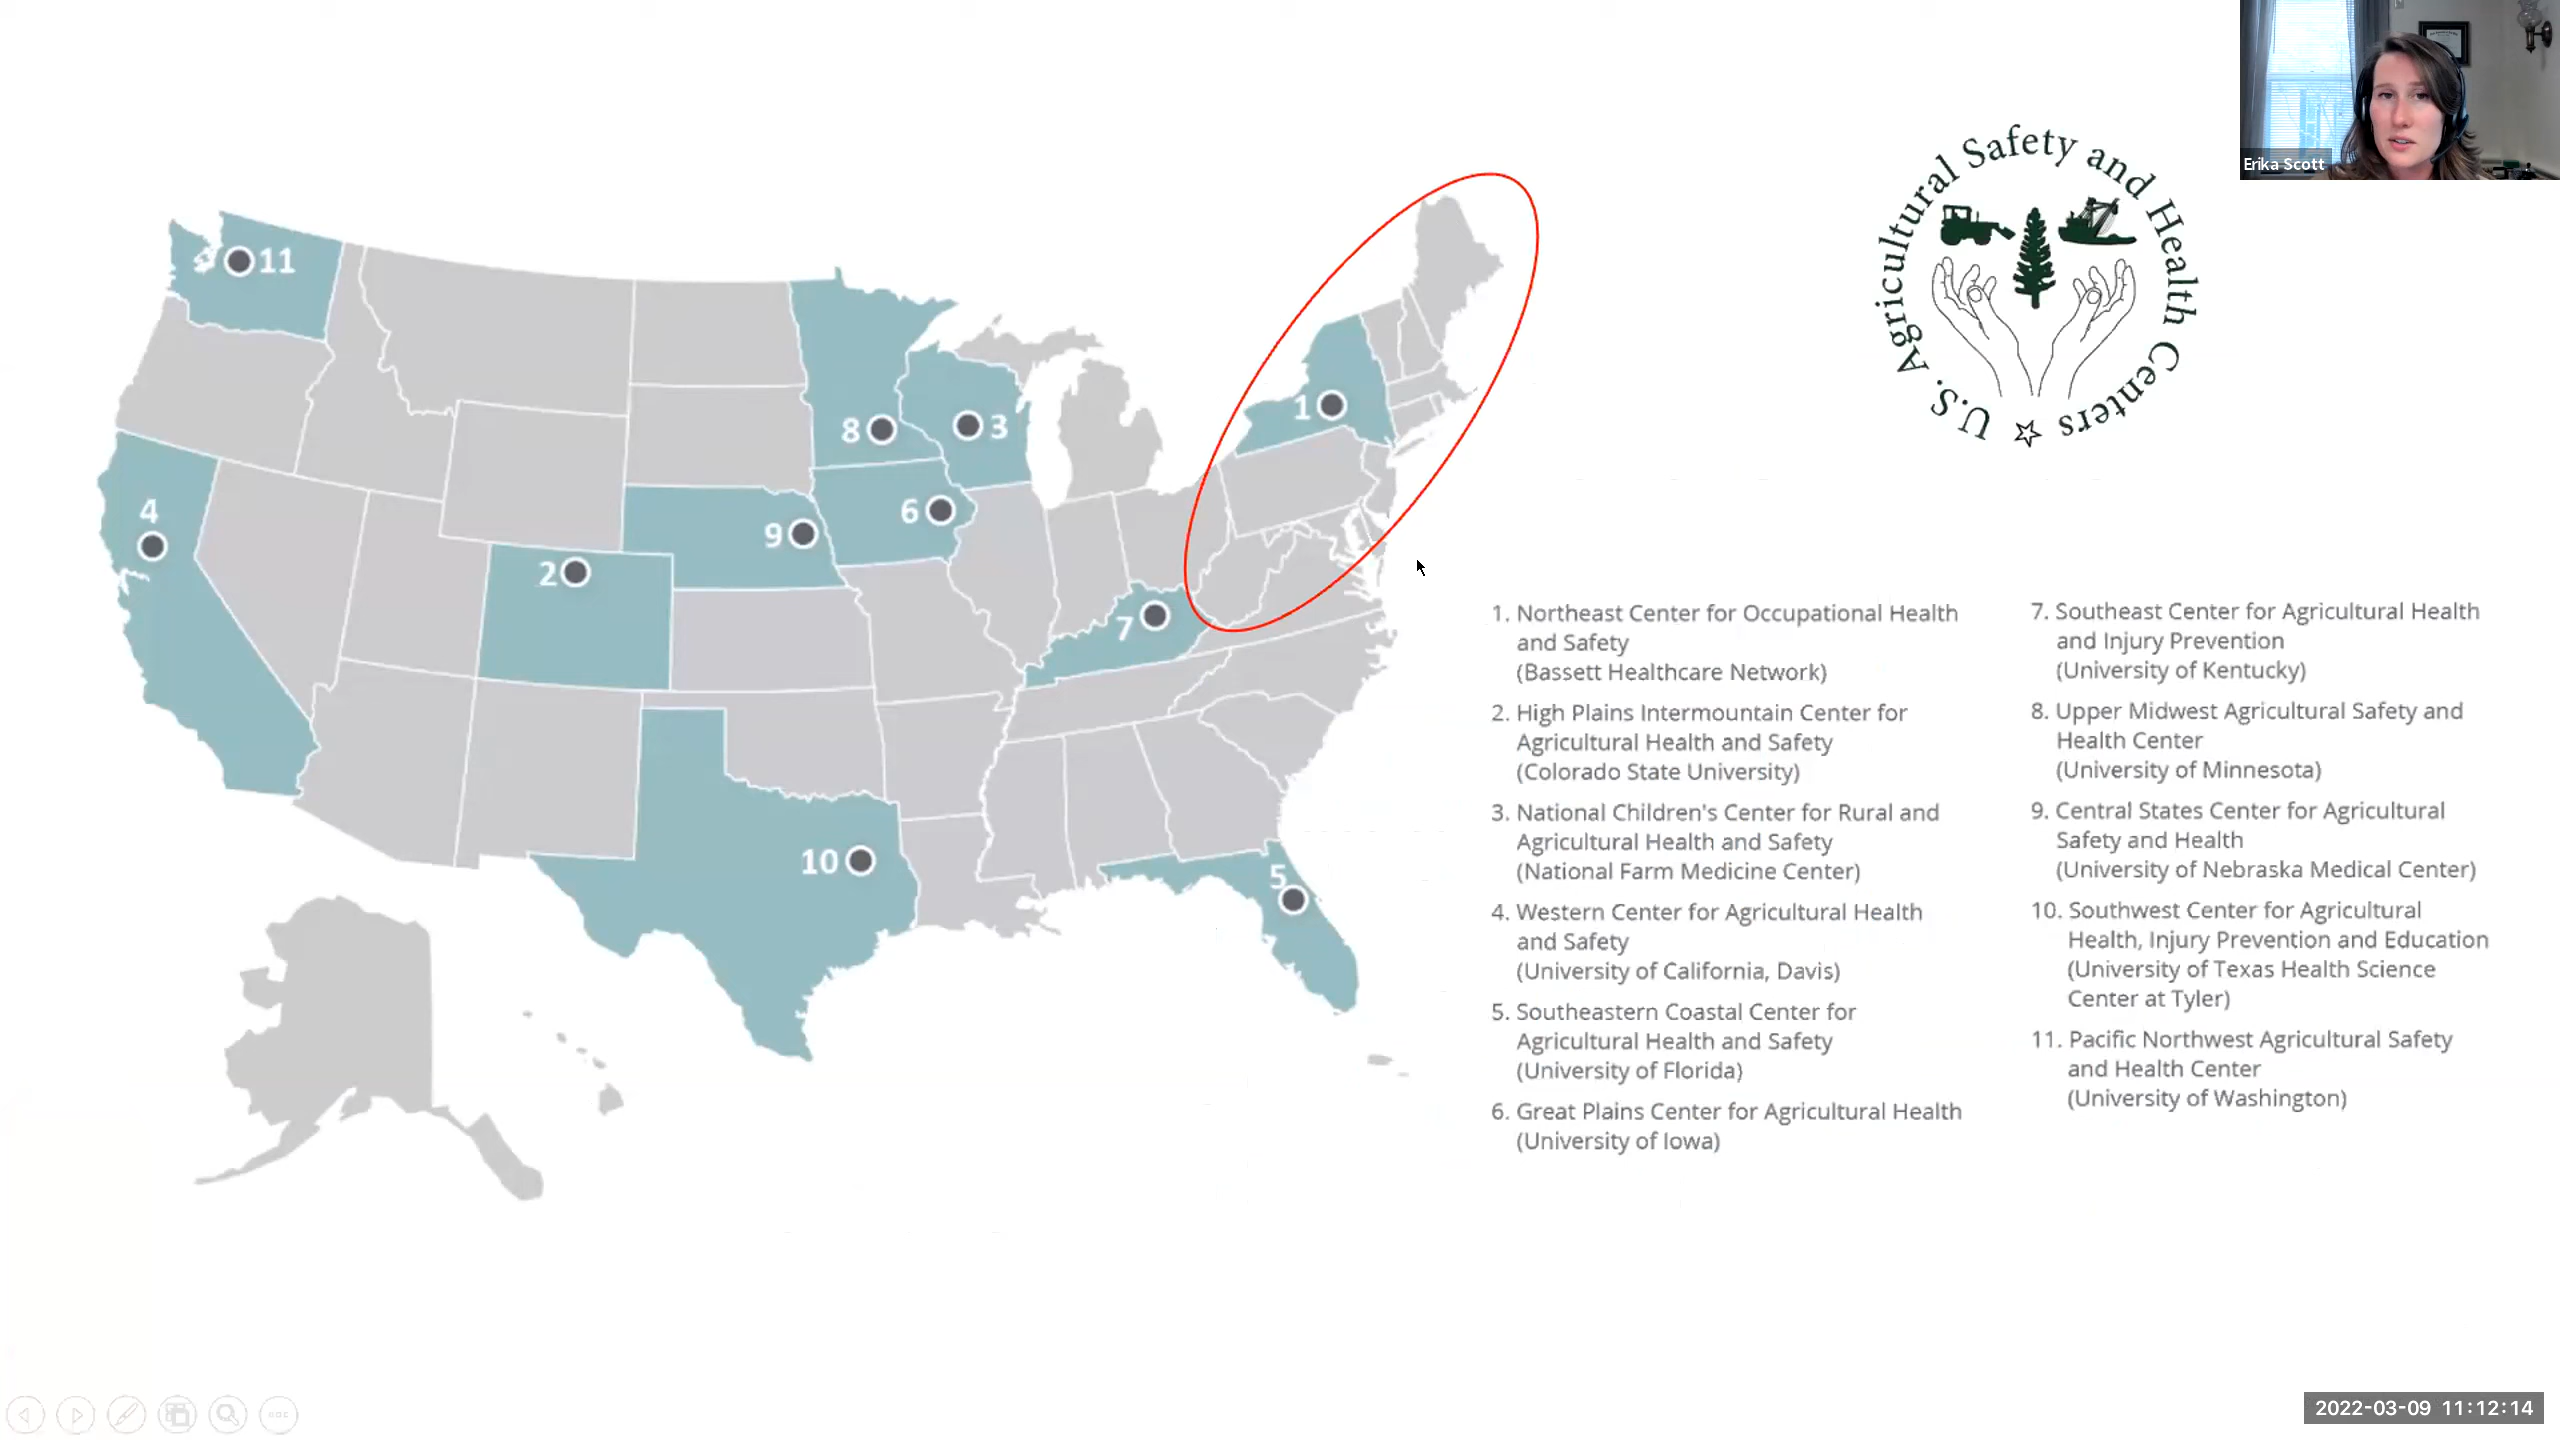 Erika Scott
U.S. Agricultural Safety and Health Centers
11
8
3
1
4
6
9
2
7
10
5
1. Northeast Center for Occupational Health
and Safety
(Bassett Healthcare Network)
2. High Plains Intermountain Center for
Agricultural Health and Safety
(Colorado State University)
3. National Children's Center for Rural and
Agricultural Health and Safety
(National Farm Medicine Center)
4. Western Center for Agricultural Health
and Safety
(University of California, Davis)
5. Southeastern Coastal Center for
Agricultural Health and Safety
(University of Florida)
6. Great Plains Center for Agricultural Health
(University of Iowa)
7. Southeast Center for Agricultural Health
and Injury Prevention
(University of Kentucky)
8. Upper Midwest Agricultural Safety and
Health Center
(University of Minnesota)
9. Central States Center for Agricultural
Safety and Health
(University of Nebraska Medical Center)
10. Southwest Center for Agricultural
Health, Injury Prevention and Education
(University of Texas Health Science
Center at Tyler)
11. Pacific Northwest Agricultural Safety
and Health Center
(University of Washington)
2022-03-09 11:12:14